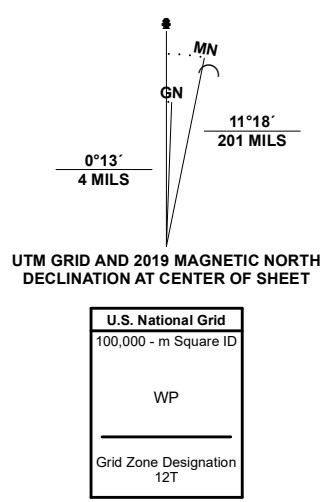 MN
GN
11°18´
201 MILS
0°13´
4 MILS
UTM GRID AND 2019 MAGNETIC NORTH
DECLINATION AT CENTER OF SHEET
U.S. National Grid
100,000 - m Square ID
WP
Grid Zone Designation
12T